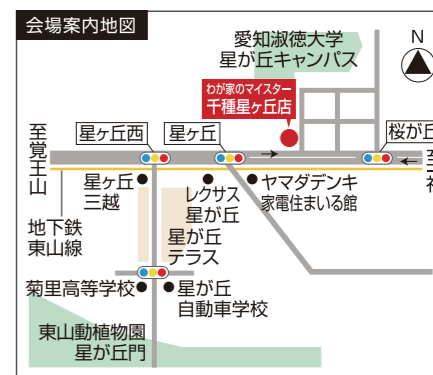 会場案内地図
愛知淑徳大学
星が丘キャンパス
N
わが家のマイスター
千種星ヶ丘店
至覚王山
星ヶ丘西
星ヶ丘
桜が丘
→
←
星ヶ丘
三越
レクサス
星が丘
ヤマダデンキ
家電住まいる館
地下鉄
東山線
星が丘
テラス
菊里高等学校
星が丘
自動車学校
東山動植物園
星が丘門